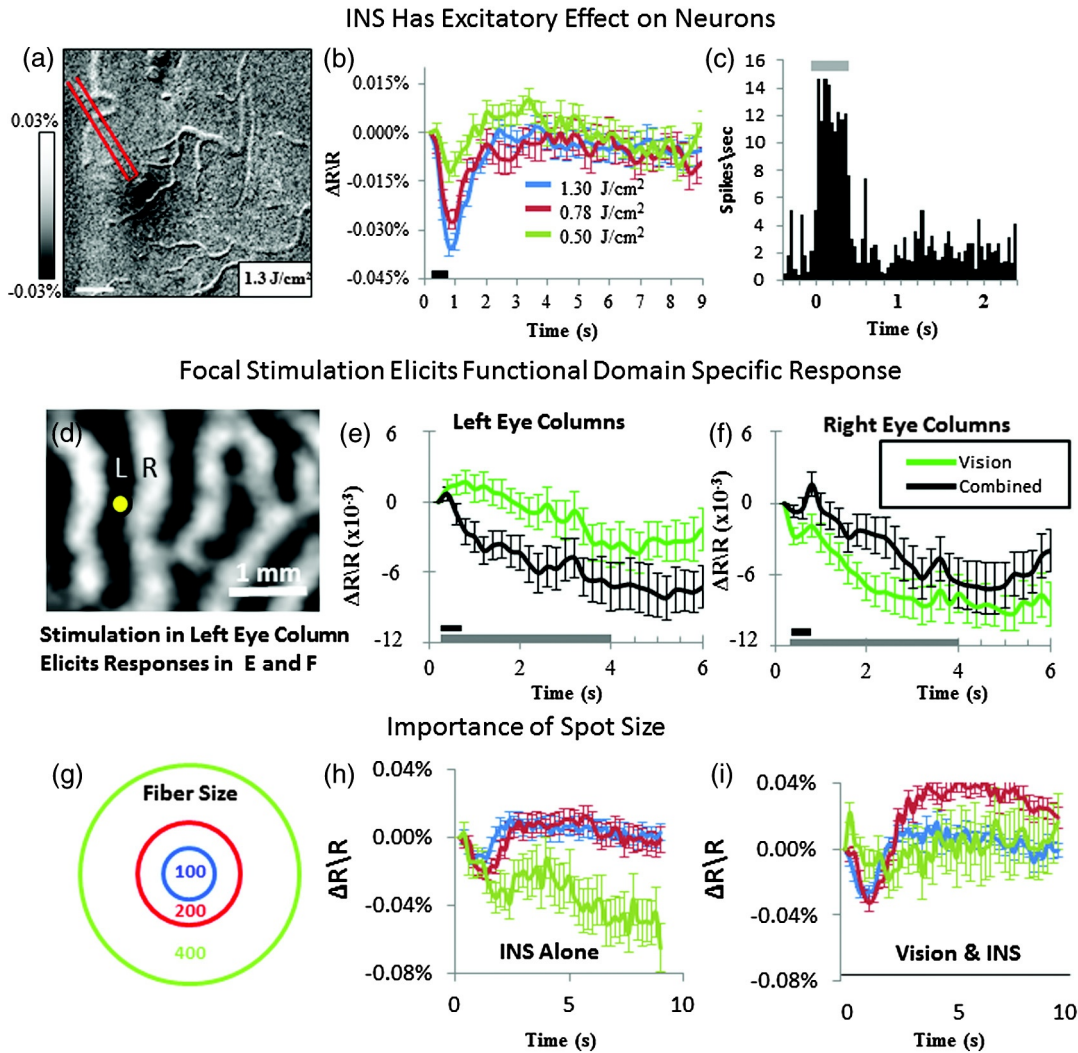 INS Has Excitatory Effect on Neurons
(a)
0.03%
-0.03%
1.3 J/cm²
(b)
0.015%
0.000%
-0.015%
-0.030%
-0.045%
ΔR\R
1.30 J/cm²
0.78 J/cm²
0.50 J/cm²
0 1 2 3 4 5 6 7 8 9
Time (s)
(c)
16
14
12
10
8
6
4
2
0
Spikes\sec
0 1 2
Time (s)
Focal Stimulation Elicits Functional Domain Specific Response
(d)
L R
1 mm
Stimulation in Left Eye Column
Elicits Responses in E and F
(e)
Left Eye Columns
6
0
-6
-12
ΔR\R (x10⁻³)
0 2 4 6
Time (s)
(f)
Right Eye Columns
Vision
Combined
6
0
-6
-12
ΔR\R (x10⁻³)
0 2 4 6
Time (s)
Importance of Spot Size
(g)
Fiber Size
100
200
400
(h)
0.04%
0.00%
-0.04%
-0.08%
ΔR\R
INS Alone
0 5 10
Time (s)
(i)
0.04%
0.00%
-0.04%
-0.08%
ΔR\R
Vision & INS
0 5 10
Time (s)